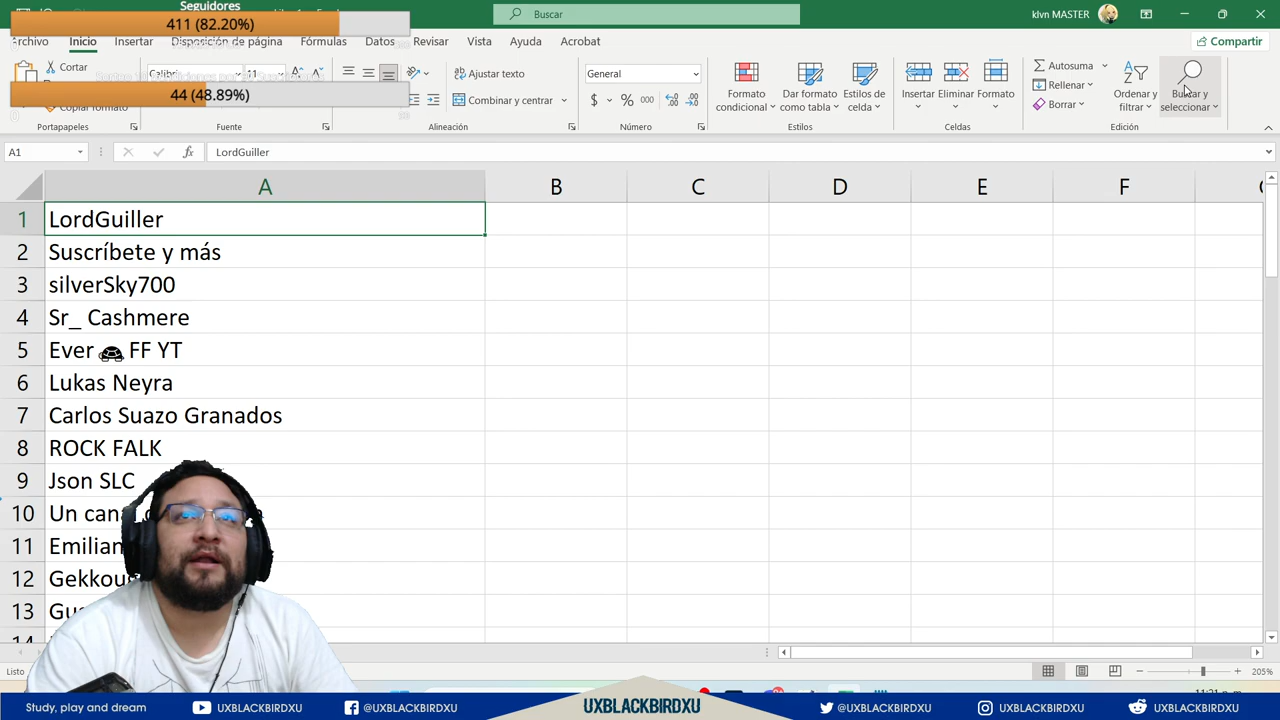 Seguidores
411 (82.20%)
44 (48.89%)
Buscar
klvn MASTER
Archivo
Inicio
Insertar
Disposición de página
Fórmulas
Datos
Revisar
Vista
Ayuda
Acrobat
Compartir
Cortar
Copiar formato
Calibri
11
Ajustar texto
Combinar y centrar
General
$ % 000
Formato condicional
Dar formato como tabla
Estilos de celda
Insertar
Eliminar
Formato
Autosuma
Rellenar
Borrar
Ordenar y filtrar
Buscar y seleccionar
Portapapeles
Fuente
Alineación
Número
Estilos
Celdas
Edición
A1
fx
LordGuiller
A B C D E F
1 LordGuiller
2 Suscríbete y más
3 silverSky700
4 Sr_ Cashmere
5 Ever 🐢 FF YT
6 Lukas Neyra
7 Carlos Suazo Granados
8 ROCK FALK
9 Json SLC
10 Un
11
12
13
14
Listo
205%
Study, play and dream
UXBLACKBIRDXU
@UXBLACKBIRDXU
UXBLACKBIRDXU
@UXBLACKBIRDXU
UXBLACKBIRDXU
UXBLACKBIRDXU